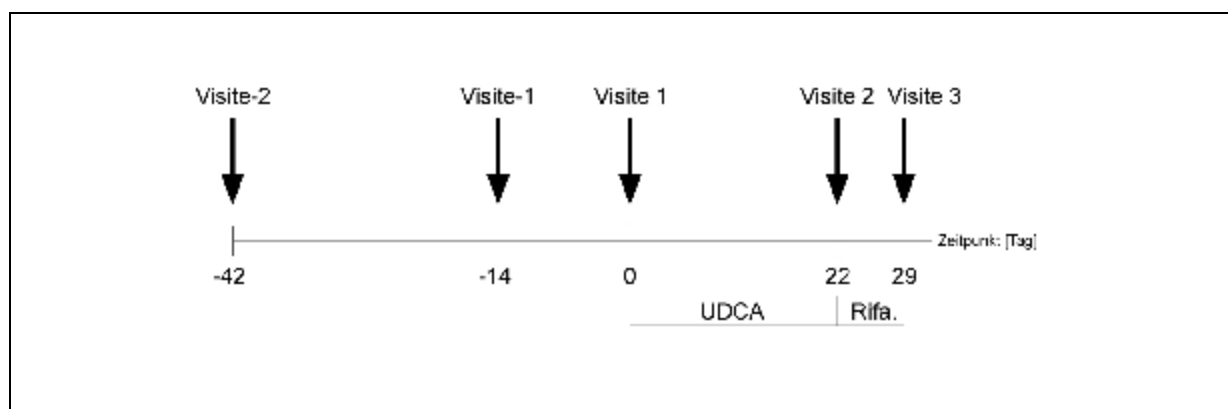 Visite-2 Visite-1 Visite 1 Visite 2 Visite 3
Zeitpunkt [Tag]
-42 -14 0 22 29
UDCA Rifa.